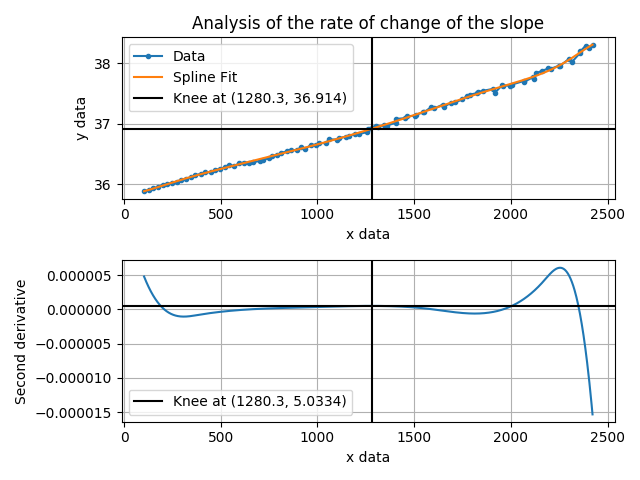 Analysis of the rate of change of the slope
Data
Spline Fit
Knee at (1280.3, 36.914)
y data
38
37
36
0 500 1000 1500 2000 2500
x data
Second derivative
0.000005
0.000000
−0.000005
−0.000010
−0.000015
Knee at (1280.3, 5.0334)
0 500 1000 1500 2000 2500
x data